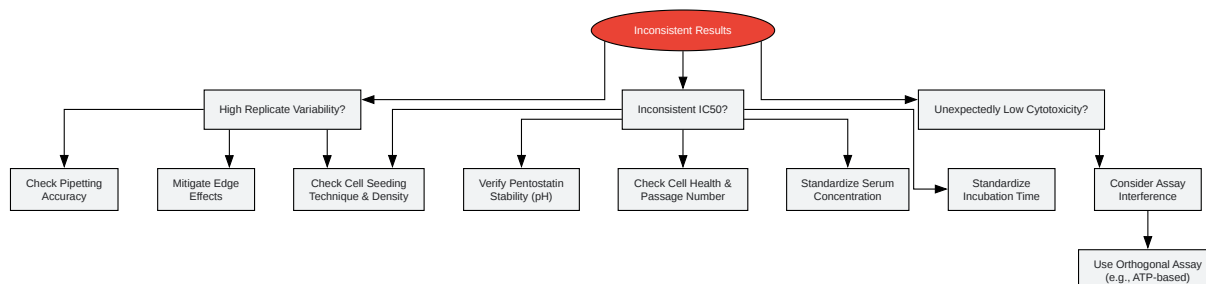 Inconsistent Results
High Replicate Variability?
Inconsistent IC50?
Unexpectedly Low Cytotoxicity?
Check Pipetting
Accuracy
Mitigate Edge
Effects
Check Cell Seeding
Technique & Density
Verify Pentostatin
Stability (pH)
Check Cell Health &
Passage Number
Standardize Serum
Concentration
Standardize
Incubation Time
Consider Assay
Interference
Use Orthogonal Assay
(e.g., ATP-based)